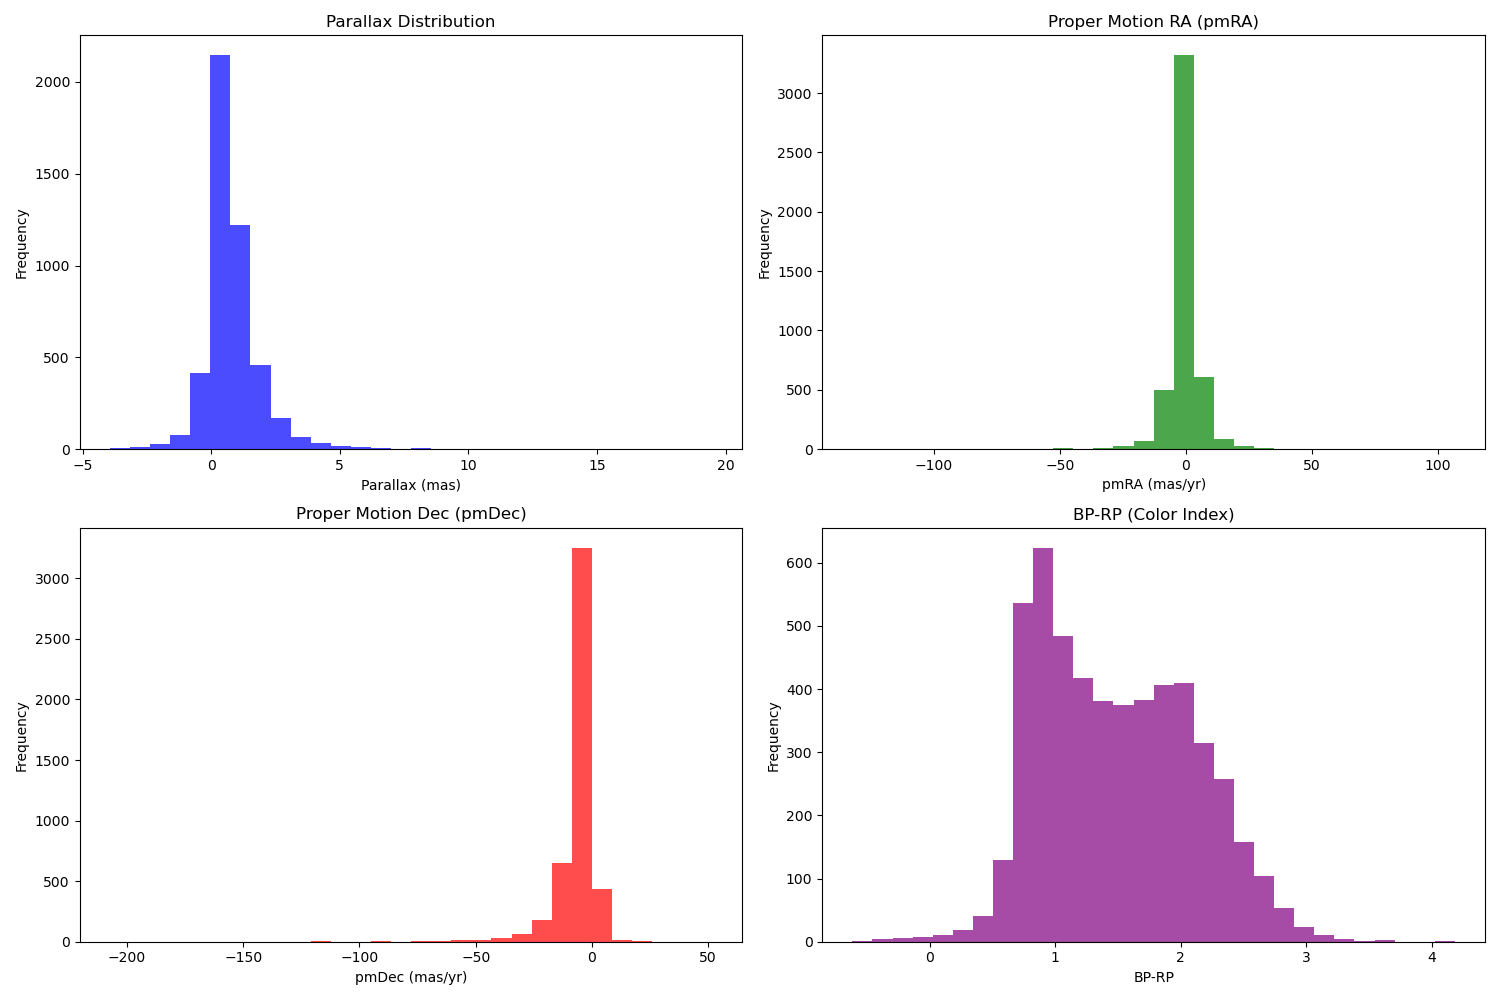 Parallax Distribution
Frequency
2000
1500
1000
500
0
−5 0 5 10 15 20
Parallax (mas)
Proper Motion RA (pmRA)
Frequency
3000
2500
2000
1500
1000
500
0
−100 −50 0 50 100
pmRA (mas/yr)
Proper Motion Dec (pmDec)
Frequency
3000
2500
2000
1500
1000
500
0
−200 −150 −100 −50 0 50
pmDec (mas/yr)
BP-RP (Color Index)
Frequency
600
500
400
300
200
100
0
0 1 2 3 4
BP-RP